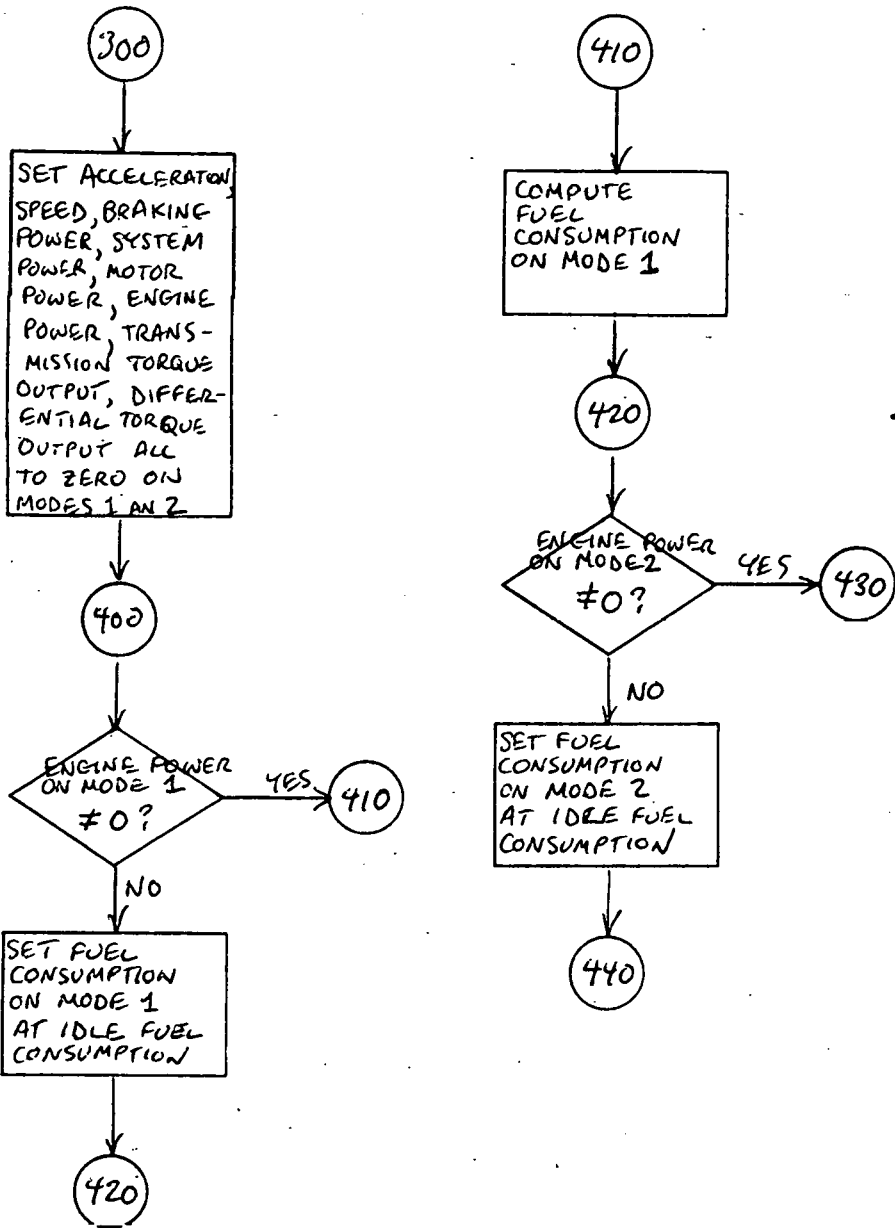 300
SET ACCELERATION,
SPEED, BRAKING
POWER, SYSTEM
POWER, MOTOR
POWER, ENGINE
POWER, TRANS-
MISSION TORQUE
OUTPUT, DIFFER-
ENTIAL TORQUE
OUTPUT ALL
TO ZERO ON
MODES 1 AN 2
400
ENGINE POWER
ON MODE 1
≠ 0?
YES
410
NO
SET FUEL
CONSUMPTION
ON MODE 1
AT IDLE FUEL
CONSUMPTION
420
410
COMPUTE
FUEL
CONSUMPTION
ON MODE 1
420
ENGINE POWER
ON MODE 2
≠ 0?
YES
430
NO
SET FUEL
CONSUMPTION
ON MODE 2
AT IDLE FUEL
CONSUMPTION
440